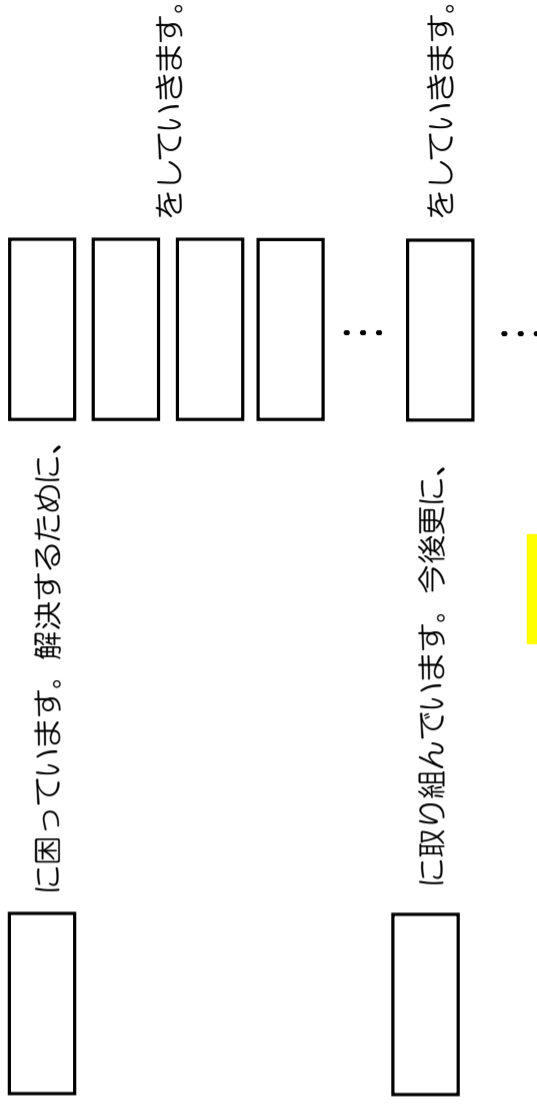 に困っています。解決するために、
をしていきます。
に取り組んでいます。今後更に、
をしていきます。